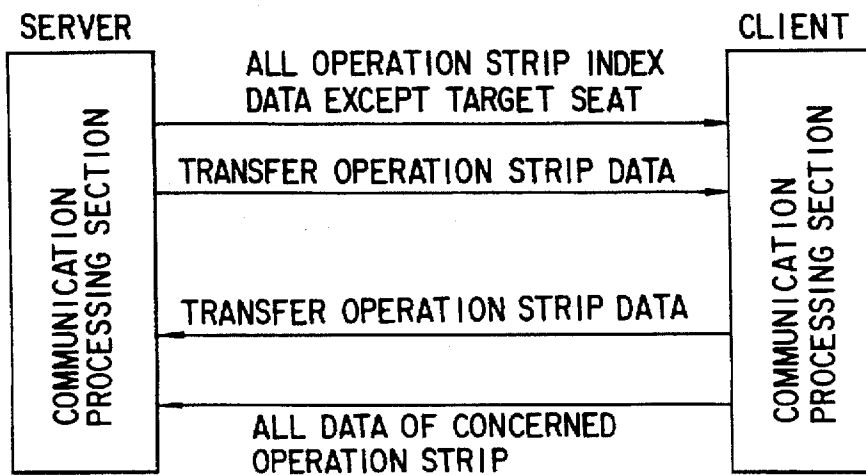 SERVER
CLIENT
COMMUNICATION
PROCESSING SECTION
ALL OPERATION STRIP INDEX
DATA EXCEPT TARGET SEAT
TRANSFER OPERATION STRIP DATA
TRANSFER OPERATION STRIP DATA
ALL DATA OF CONCERNED
OPERATION STRIP
COMMUNICATION
PROCESSING SECTION